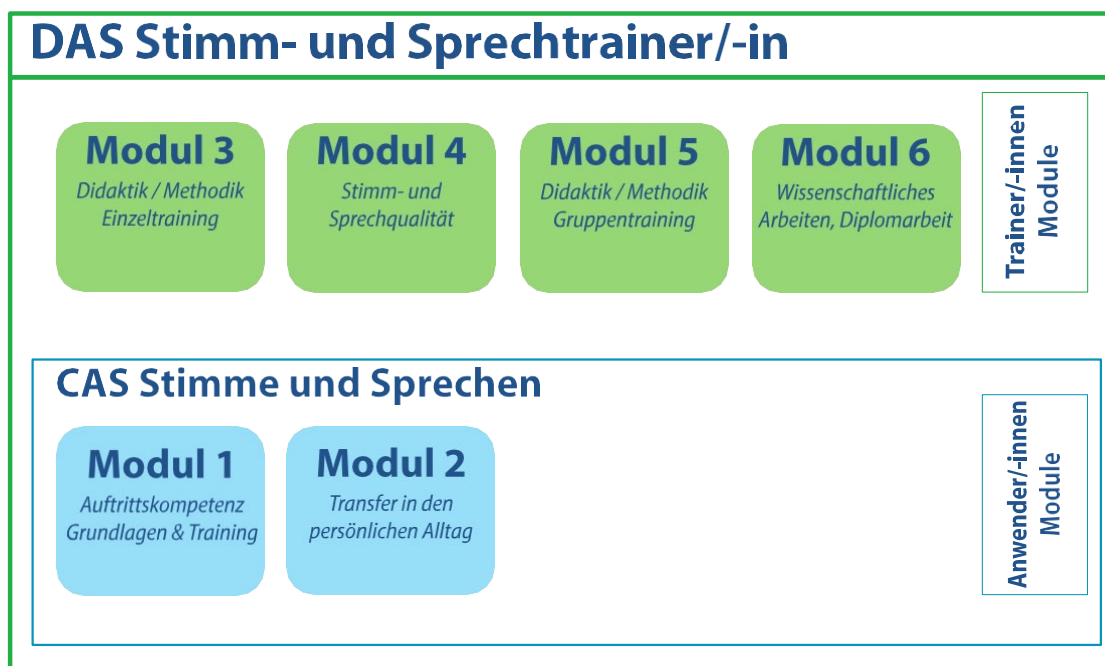 DAS Stimm- und Sprechtrainer/-in
Modul 3
Didaktik / Methodik
Einzeltraining
Modul 4
Stimm- und
Sprechqualität
Modul 5
Didaktik / Methodik
Gruppentraining
Modul 6
Wissenschaftliches
Arbeiten, Diplomarbeit
Trainer/-innen
Module
CAS Stimme und Sprechen
Modul 1
Auftrittskompetenz
Grundlagen & Training
Modul 2
Transfer in den
persönlichen Alltag
Anwender/-innen
Module